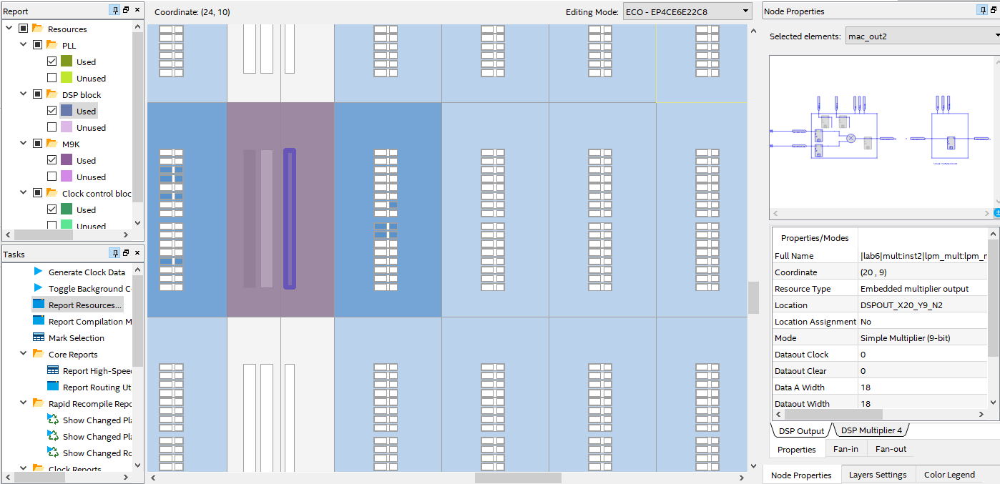 Report
Resources
PLL
Used
Unused
DSP block
Used
Unused
M9K
Used
Unused
Clock control bloc
Used
Unused
Tasks
Generate Clock Data
Toggle Background C
Report Resources...
Report Compilation M
Mark Selection
Core Reports
Report High-Speed
Report Routing Ut
Rapid Recompile Repo
Show Changed Pl
Show Changed Pl
Show Changed Ro
Clock Reports
Coordinate: (24, 10)
Editing Mode: ECO - EP4CE6E22C8
Node Properties
Selected elements: mac_out2
Properties/Modes
Full Name |lab6|mult:inst2|lpm_mult:lpm_m
Coordinate (20 , 9)
Resource Type Embedded multiplier output
Location DSPOUT_X20_Y9_N2
Location Assignment No
Mode Simple Multiplier (9-bit)
Dataout Clock 0
Dataout Clear 0
Data A Width 18
Dataout Width 18
DSP Output DSP Multiplier 4
Properties Fan-in Fan-out
Node Properties Layers Settings Color Legend